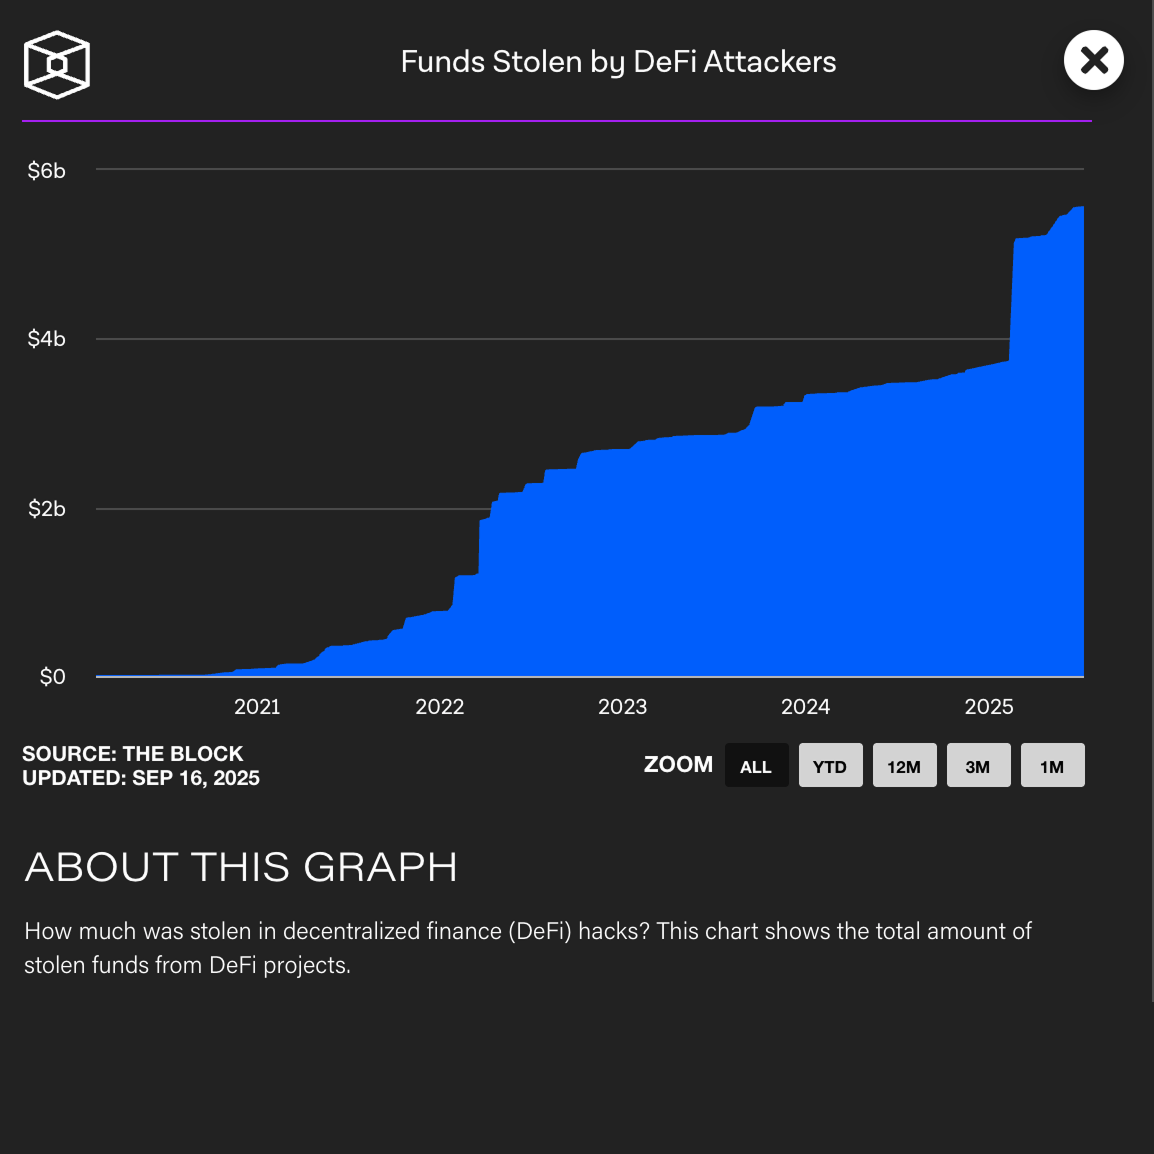 Funds Stolen by DeFi Attackers
$6b
$4b
$2b
$0
2021 2022 2023 2024 2025
SOURCE: THE BLOCK
UPDATED: SEP 16, 2025
ZOOM ALL YTD 12M 3M 1M
ABOUT THIS GRAPH
How much was stolen in decentralized finance (DeFi) hacks? This chart shows the total amount of
stolen funds from DeFi projects.